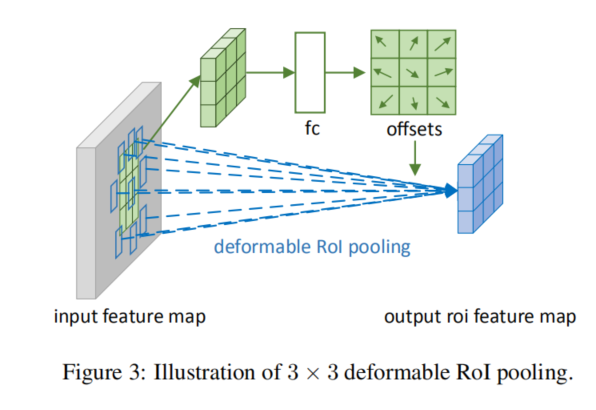 fc
offsets
deformable RoI pooling
input feature map
output roi feature map
Figure 3: Illustration of 3 × 3 deformable RoI pooling.